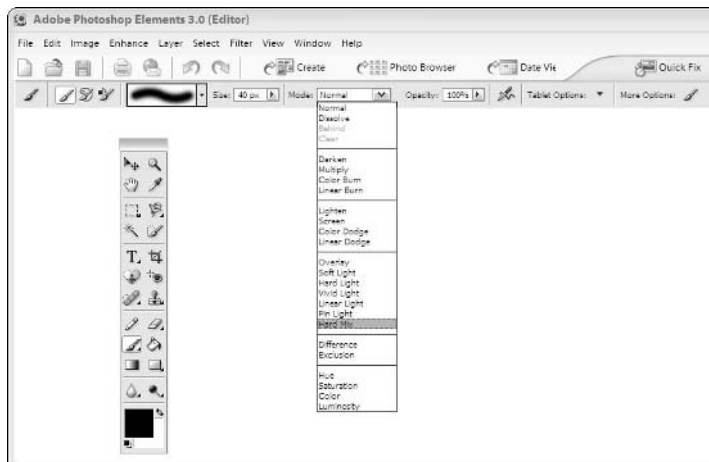 Adobe Photoshop Elements 3.0 (Editor)
File Edit Image Enhance Layer Select Filter View Window Help
Create Photo Browser Date Vie Quick Fix
Size: 40 px Mode: Normal Opacity: 100% Tablet Options: More Options:
Normal
Dissolve
Behind
Clear
Darken
Multiply
Color Burn
Linear Burn
Lighten
Screen
Color Dodge
Linear Dodge
Overlay
Soft Light
Hard Light
Vivid Light
Linear Light
Pin Light
Hard Mix
Difference
Exclusion
Hue
Saturation
Color
Luminosity
T